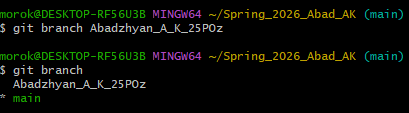 morok@DESKTOP-RF56U3B MINGW64 ~/Spring_2026_Abad_AK (main)
$ git branch Abadzhyan_A_K_25POz
morok@DESKTOP-RF56U3B MINGW64 ~/Spring_2026_Abad_AK (main)
$ git branch
  Abadzhyan_A_K_25POz
* main